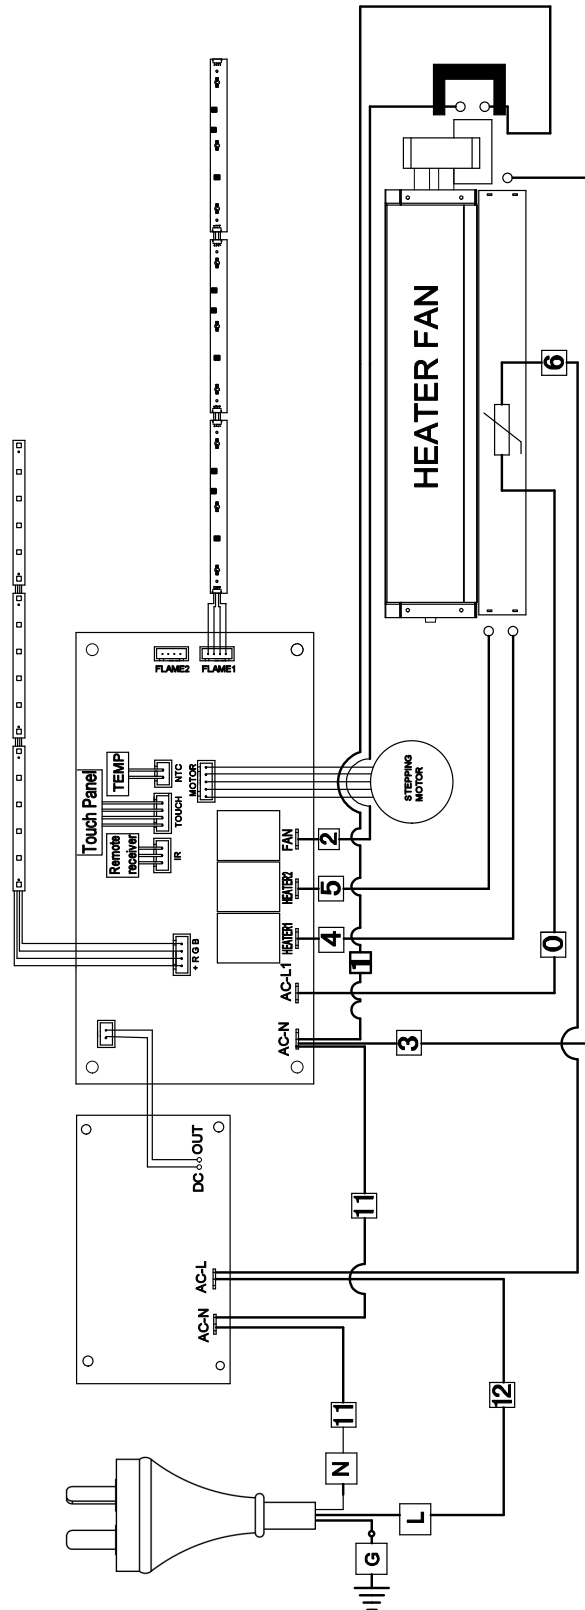 HEATER FAN
6
FLAME2
FLAME1
Touch Panel
TEMP
NTC
MOTOR
STEPPING
MOTOR
TOUCH
Remote
receiver
IR
FAN
2
HEATER2
5
HEATER1
4
+ R G B
0
1
AC-L1
AC-N
3
DC OUT
11
AC-L
AC-N
12
11
N
L
G